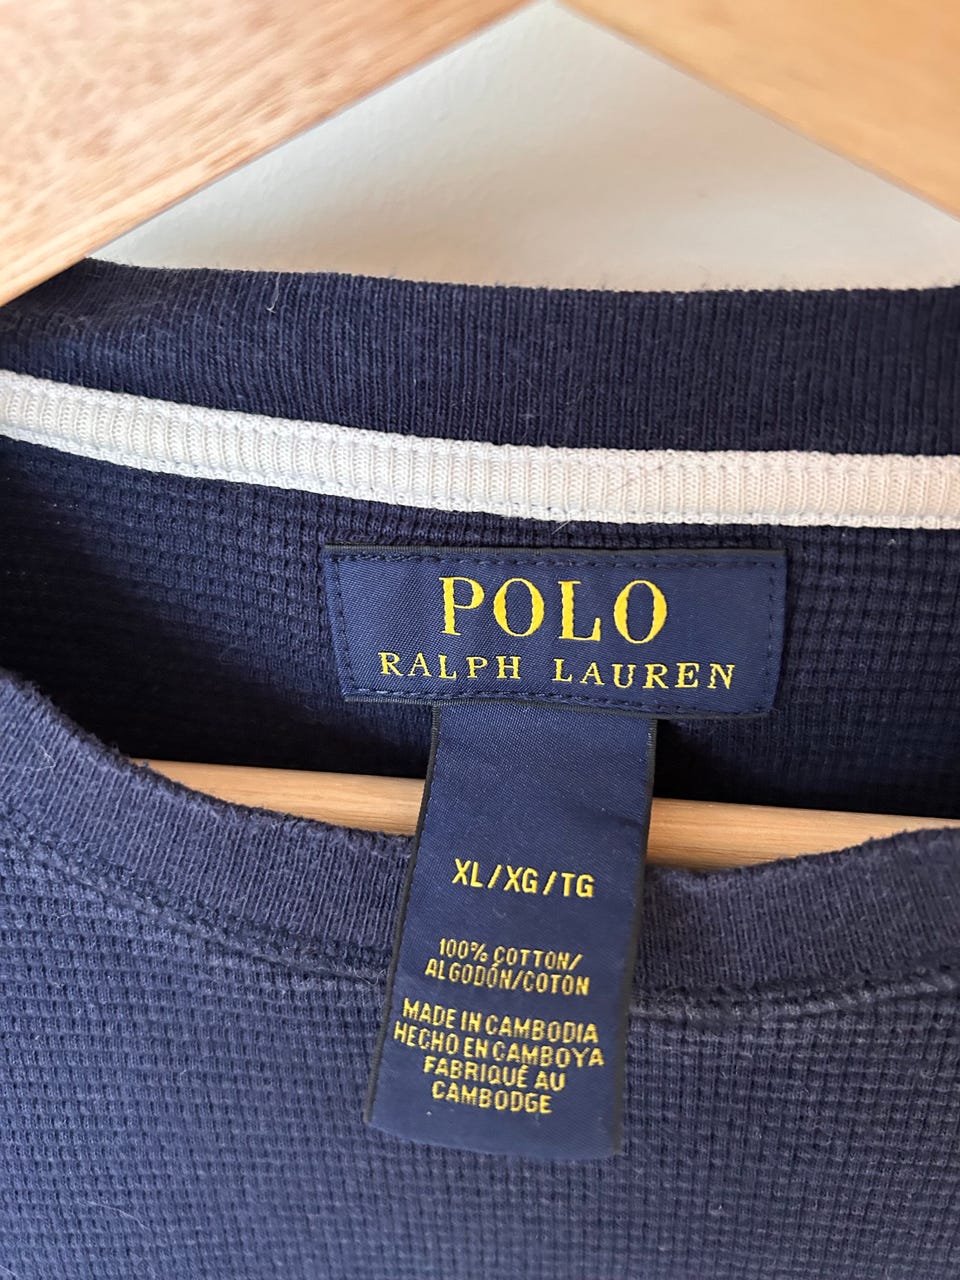 POLO
RALPH LAUREN
XL/XG/TG
100% COTTON/
ALGODÓN/COTON
MADE IN CAMBODIA
HECHO EN CAMBOYA
FABRIQUÉ AU
CAMBODGE